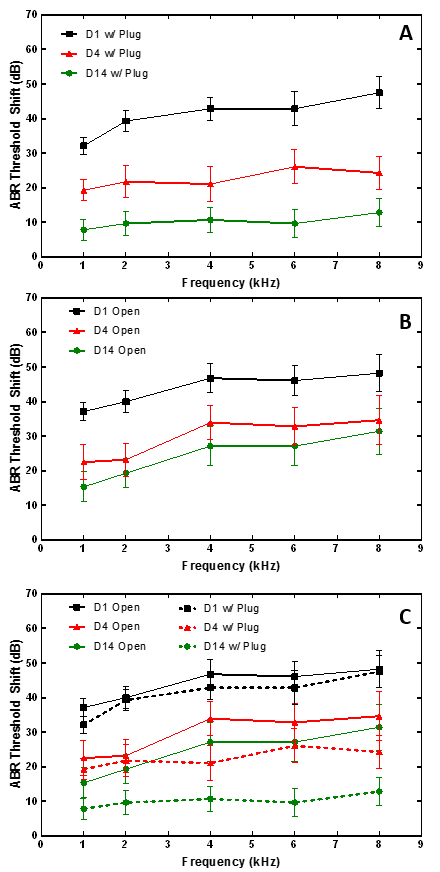 70
60
50
40
30
20
10
0
ABR Threshold Shift (dB)
D1 w/ Plug
D4 w/ Plug
D14 w/ Plug
A
0 1 2 3 4 5 6 7 8 9
Frequency (kHz)
70
60
50
40
30
20
10
0
ABR Threshold Shift (dB)
D1 Open
D4 Open
D14 Open
B
0 1 2 3 4 5 6 7 8 9
Frequency (kHz)
70
60
50
40
30
20
10
0
ABR Threshold Shift (dB)
D1 Open
D4 Open
D14 Open
D1 w/ Plug
D4 w/ Plug
D14 w/ Plug
C
0 1 2 3 4 5 6 7 8 9
Frequency (kHz)